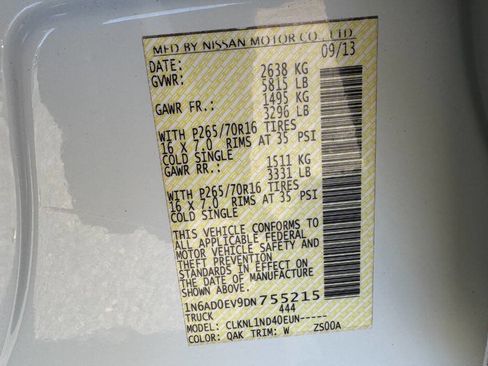 MFD BY NISSAN MOTOR CO., LTD.
DATE: 09/13
GVWR: 2638 KG
5815 LB
GAWR FR.: 1495 KG
3296 LB
WITH P265/70R16 TIRES
16 X 7.0 RIMS AT 35 PSI
COLD SINGLE
GAWR RR.: 1511 KG
3331 LB
WITH P265/70R16 TIRES
16 X 7.0 RIMS AT 35 PSI
COLD SINGLE
THIS VEHICLE CONFORMS TO
ALL APPLICABLE FEDERAL
MOTOR VEHICLE SAFETY AND
THEFT PREVENTION
STANDARDS IN EFFECT ON
THE DATE OF MANUFACTURE
SHOWN ABOVE.
1N6AD0EV9DN755215
TRUCK 444
MODEL: CLKNL1ND40EUN-----
COLOR: QAK TRIM: W ZS00A